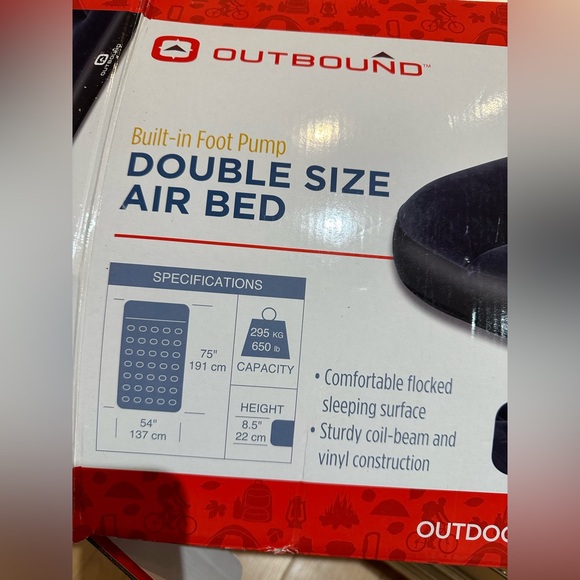 OUTBOUND
OUTBOUND™
Built-in Foot Pump
DOUBLE SIZE
AIR BED
SPECIFICATIONS
75"
191 cm
54"
137 cm
295 KG
650 lb
CAPACITY
HEIGHT
8.5"
22 cm
• Comfortable flocked
sleeping surface
• Sturdy coil-beam and
vinyl construction